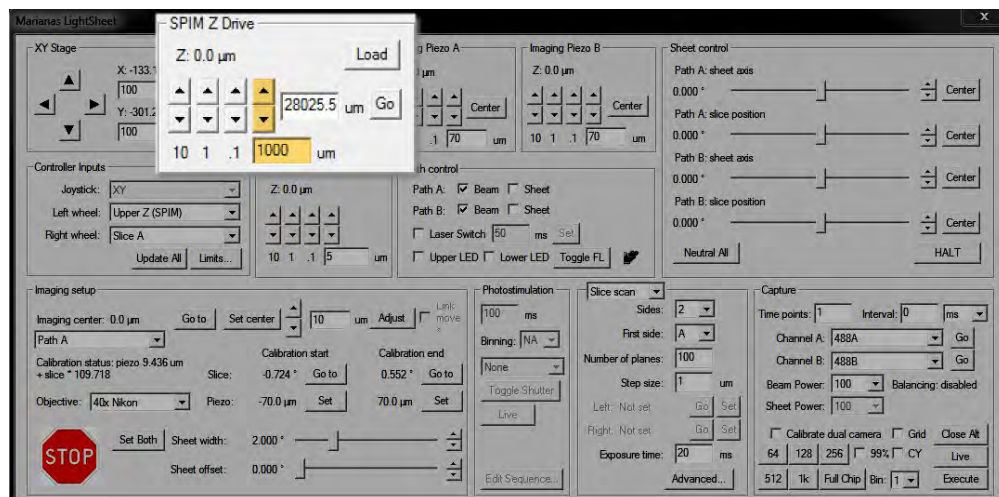 Marianas LightSheet
X
SPIM Z Drive
Z: 0.0 µm
Load
28025.5 um Go
10 1 .1 1000 um
XY Stage
X: -133.1
100
Y: -301.2
100
g Piezo A
µm
Center
.1 70 um
Imaging Piezo B
Z: 0.0 µm
Center
10 1 .1 70 um
Sheet control
Path A: sheet axis
0.000 ° Center
Path A: slice position
0.000 ° Center
Path B: sheet axis
0.000 ° Center
Path B: slice position
0.000 ° Center
Neutral All HALT
Controller Inputs
Joystick: XY
Left wheel: Upper Z (SPIM)
Right wheel: Slice A
Update All Limits...
Z: 0.0 µm
10 1 .1 5 um
th control
Path A: Beam Sheet
Path B: Beam Sheet
Laser Switch 50 ms Set
Upper LED Lower LED Toggle FL
Imaging setup
Imaging center: 0.0 µm Go to Set center 10 um Adjust Link move
Path A
Calibration status: piezo 9.436 um
+ slice * 109.718
Calibration start Calibration end
Slice: -0.724 ° Go to 0.552 ° Go to
Objective: 40x Nikon Piezo: -70.0 µm Set 70.0 µm Set
STOP
Set Both Sheet width: 2.000 °
Sheet offset: 0.000 °
Photostimulation
100 ms
Binning: NA
None
Toggle Shutter
Live
Edit Sequence...
Slice scan
Sides: 2
First side: A
Number of planes: 100
Step size: 1 um
Left: Not set Go Set
Right: Not set Go Set
Exposure time: 20 ms
Advanced...
Capture
Time points: 1 Interval: 0 ms
Channel A: 488A Go
Channel B: 488B Go
Beam Power: 100 Balancing: disabled
Sheet Power: 100
Calibrate dual camera Grid Close Alt
64 128 256 99% CY Live
512 1k Full Chip Bin: 1 Execute